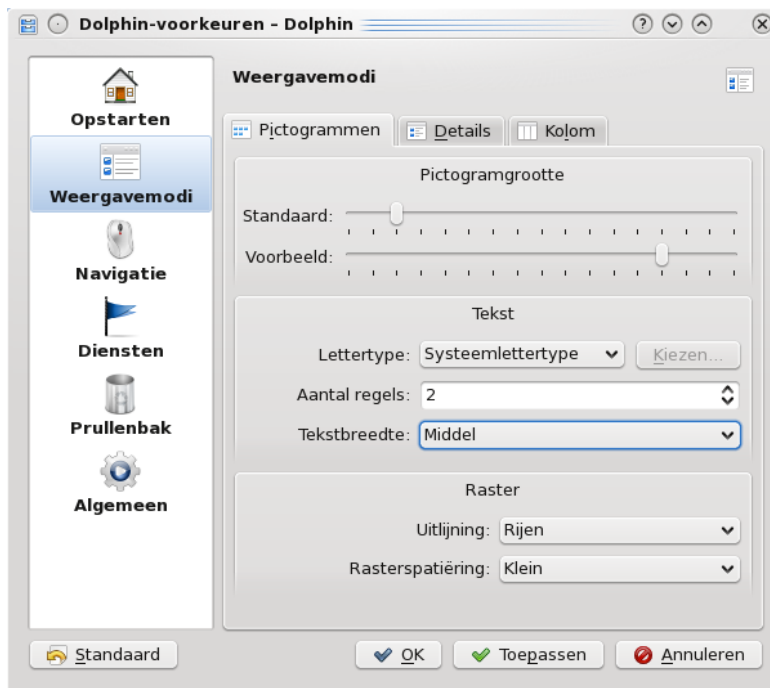 Dolphin-voorkeuren – Dolphin
Opstarten
Weergavemodi
Navigatie
Diensten
Prullenbak
Algemeen
Weergavemodi
Pictogrammen Details Kolom
Pictogramgrootte
Standaard:
Voorbeeld:
Tekst
Lettertype: Systeemlettertype Kiezen...
Aantal regels: 2
Tekstbreedte: Middel
Raster
Uitlijning: Rijen
Rasterspatiëring: Klein
Standaard OK Toepassen Annuleren